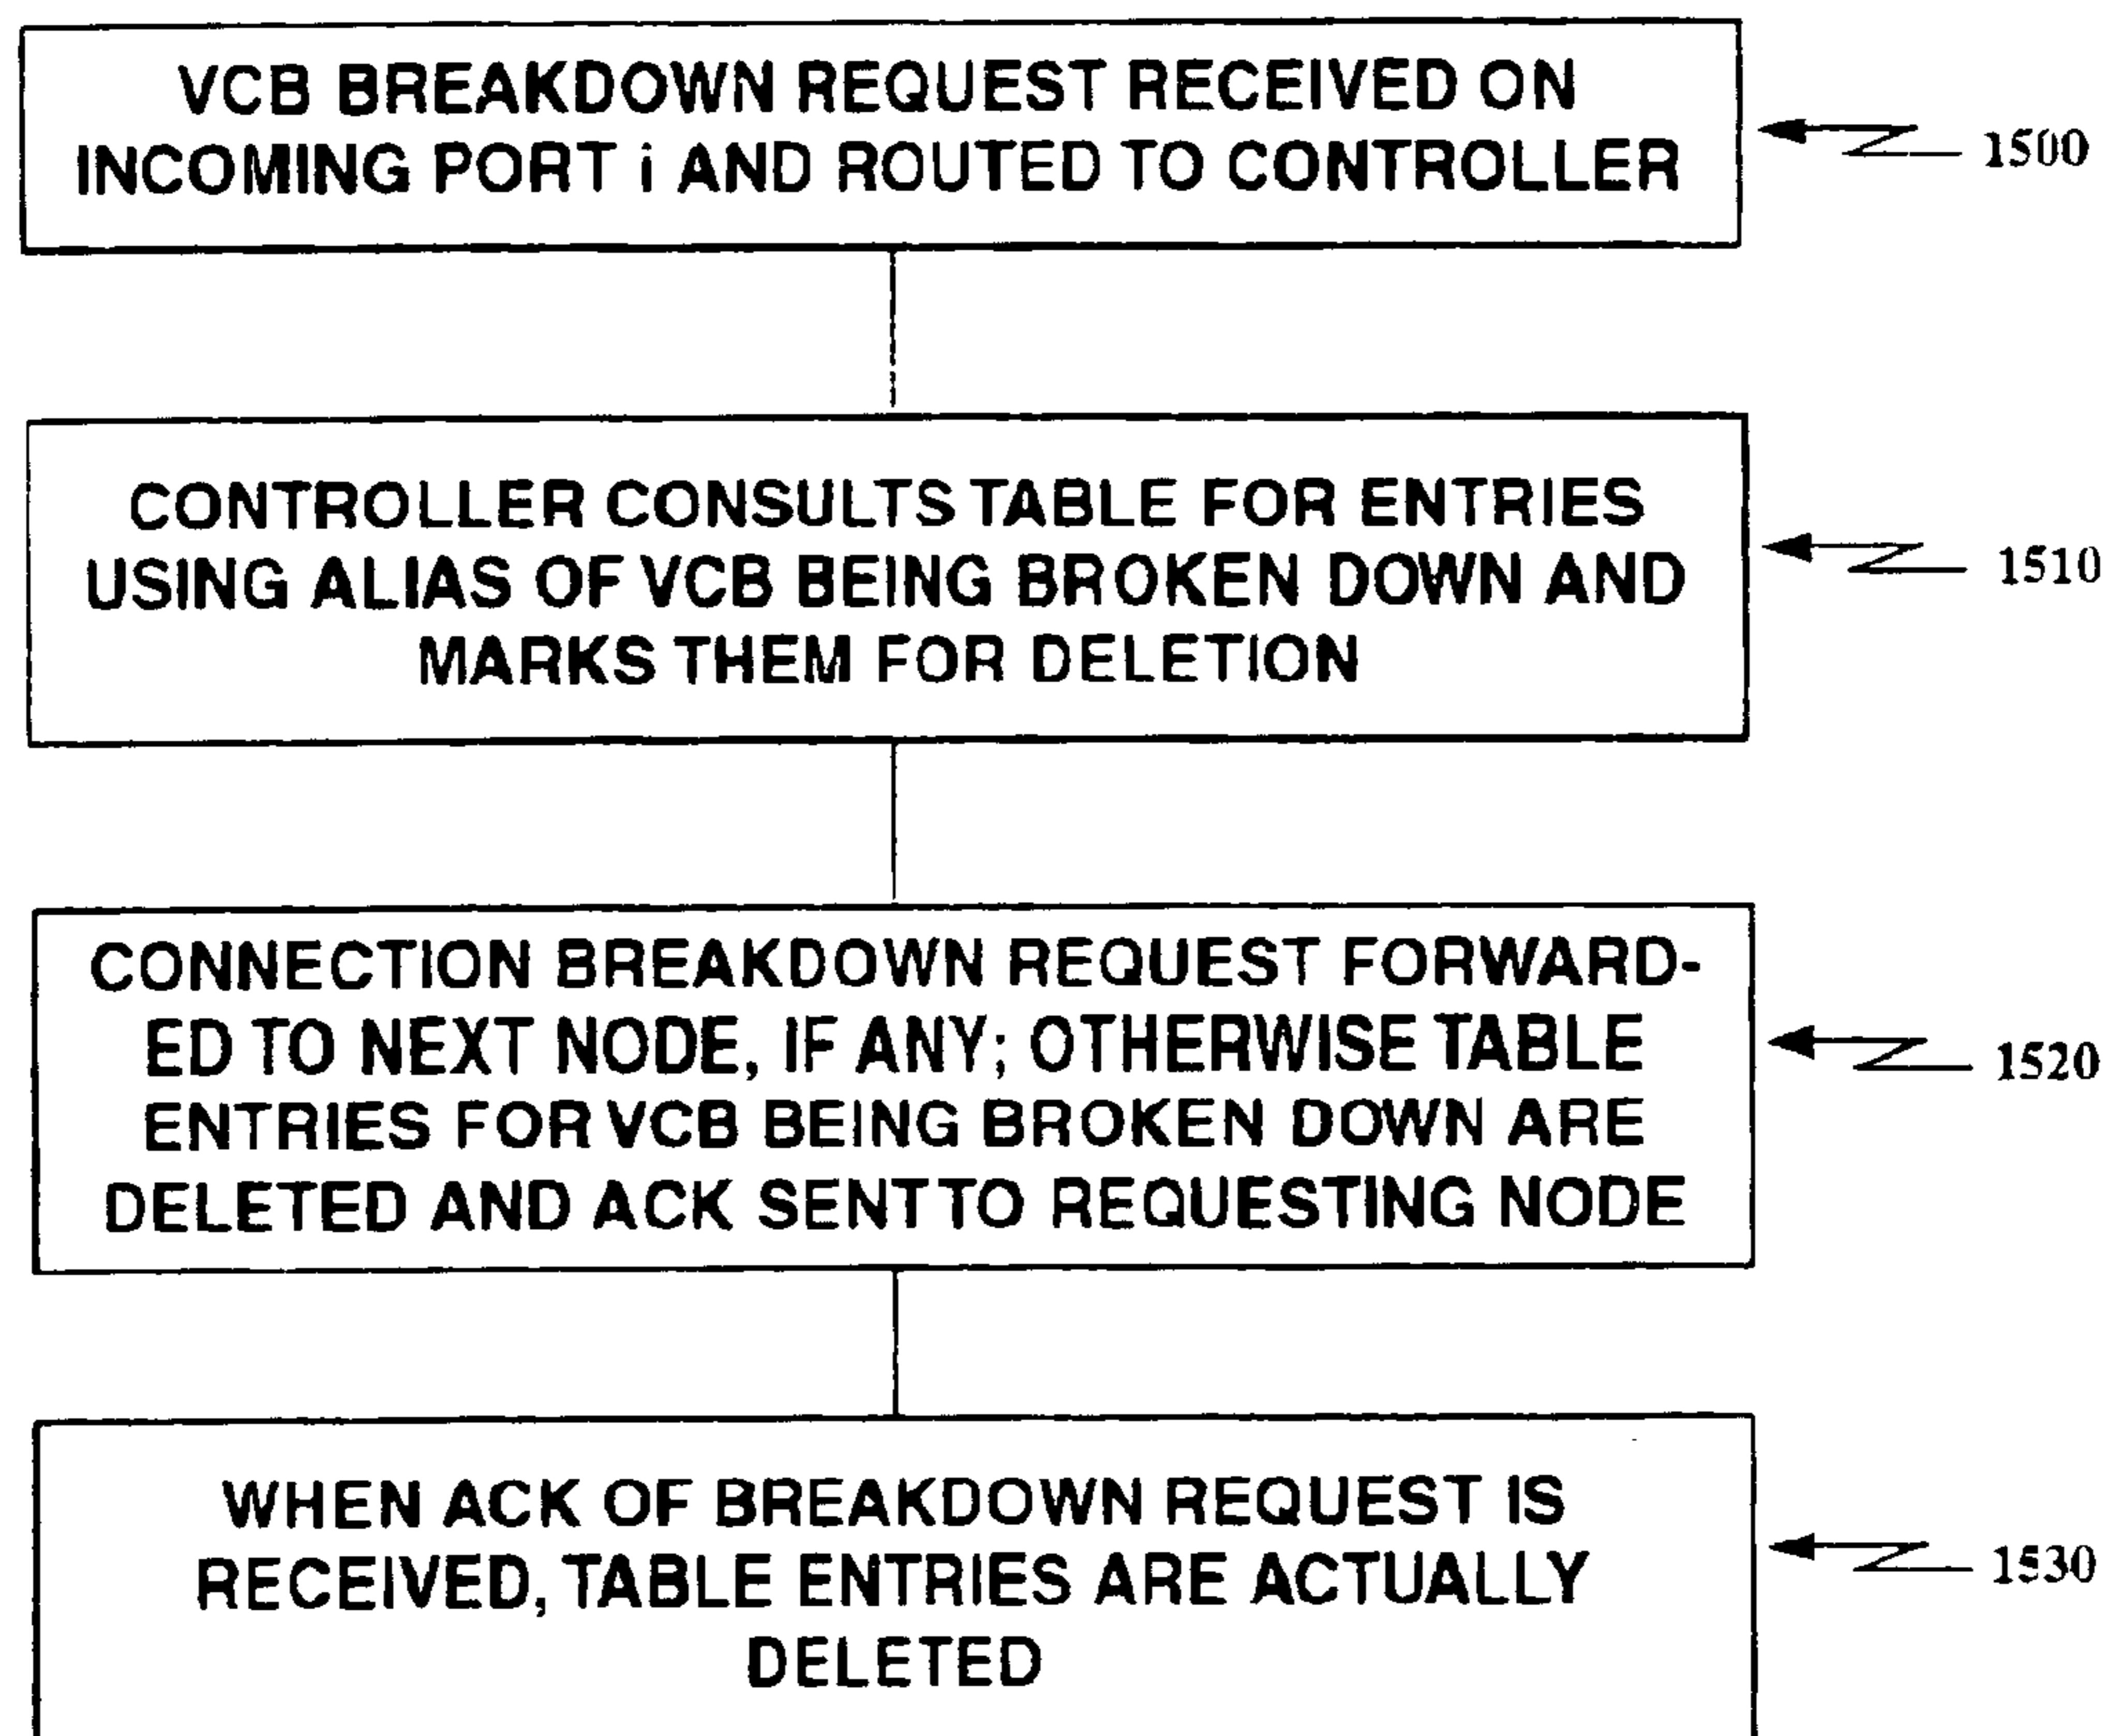 VCB BREAKDOWN REQUEST RECEIVED ON
INCOMING PORT i AND ROUTED TO CONTROLLER
1500
CONTROLLER CONSULTS TABLE FOR ENTRIES
USING ALIAS OF VCB BEING BROKEN DOWN AND
MARKS THEM FOR DELETION
1510
CONNECTION BREAKDOWN REQUEST FORWARD-
ED TO NEXT NODE, IF ANY; OTHERWISE TABLE
ENTRIES FOR VCB BEING BROKEN DOWN ARE
DELETED AND ACK SENT TO REQUESTING NODE
1520
WHEN ACK OF BREAKDOWN REQUEST IS
RECEIVED, TABLE ENTRIES ARE ACTUALLY
DELETED
1530